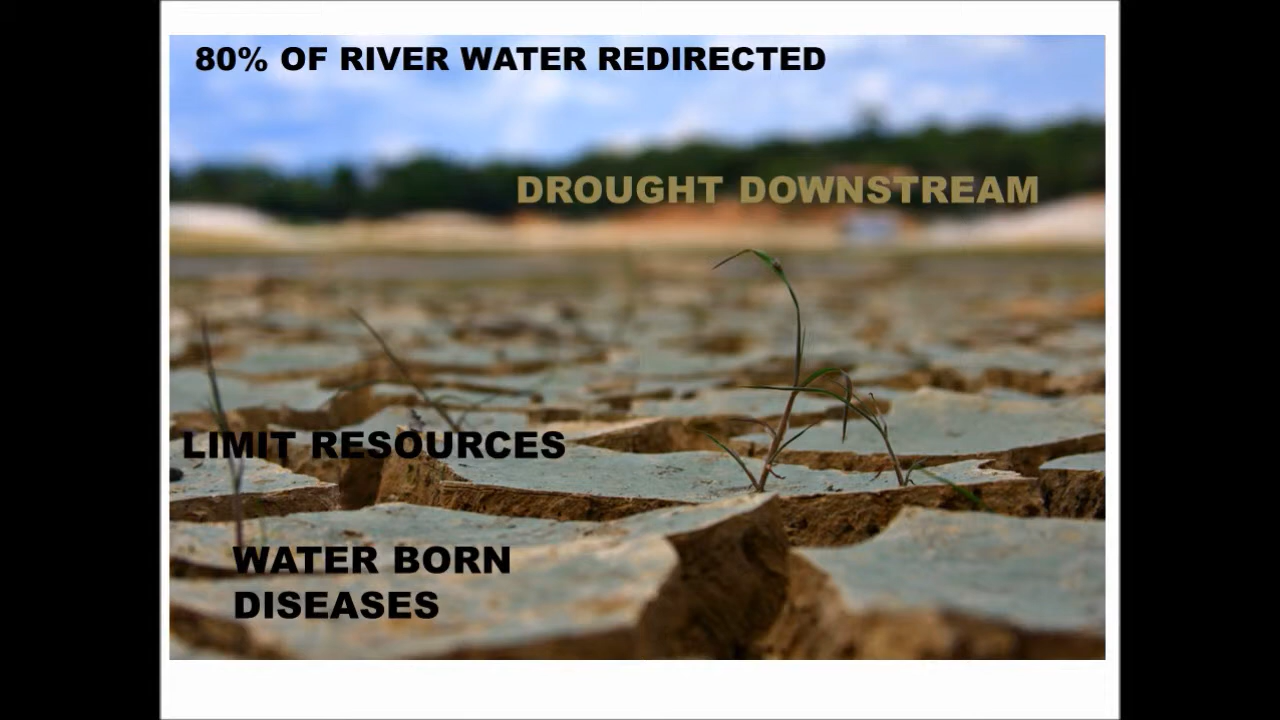 80% OF RIVER WATER REDIRECTED
DROUGHT DOWNSTREAM
LIMIT RESOURCES
WATER BORN
DISEASES